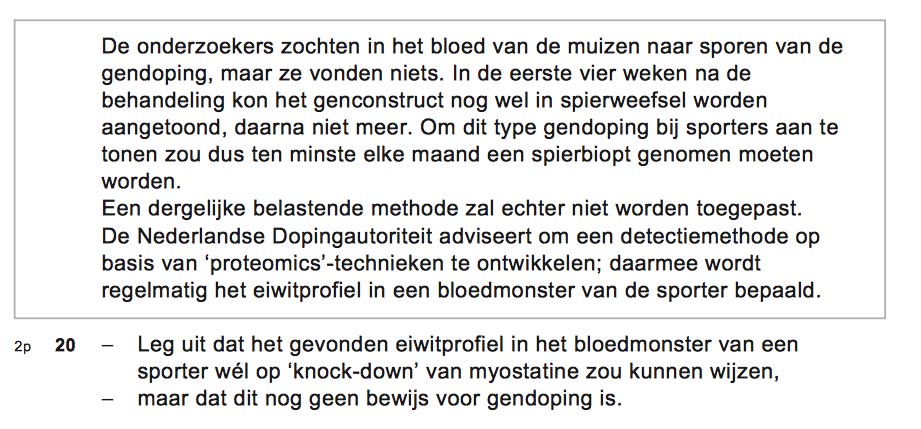 De onderzoekers zochten in het bloed van de muizen naar sporen van de
gendoping, maar ze vonden niets. In de eerste vier weken na de
behandeling kon het genconstruct nog wel in spierweefsel worden
aangetoond, daarna niet meer. Om dit type gendoping bij sporters aan te
tonen zou dus ten minste elke maand een spierbiopt genomen moeten
worden.
Een dergelijke belastende methode zal echter niet worden toegepast.
De Nederlandse Dopingautoriteit adviseert om een detectiemethode op
basis van ‘proteomics’-technieken te ontwikkelen; daarmee wordt
regelmatig het eiwitprofiel in een bloedmonster van de sporter bepaald.
2p 20 – Leg uit dat het gevonden eiwitprofiel in het bloedmonster van een
sporter wél op ‘knock-down’ van myostatine zou kunnen wijzen,
– maar dat dit nog geen bewijs voor gendoping is.